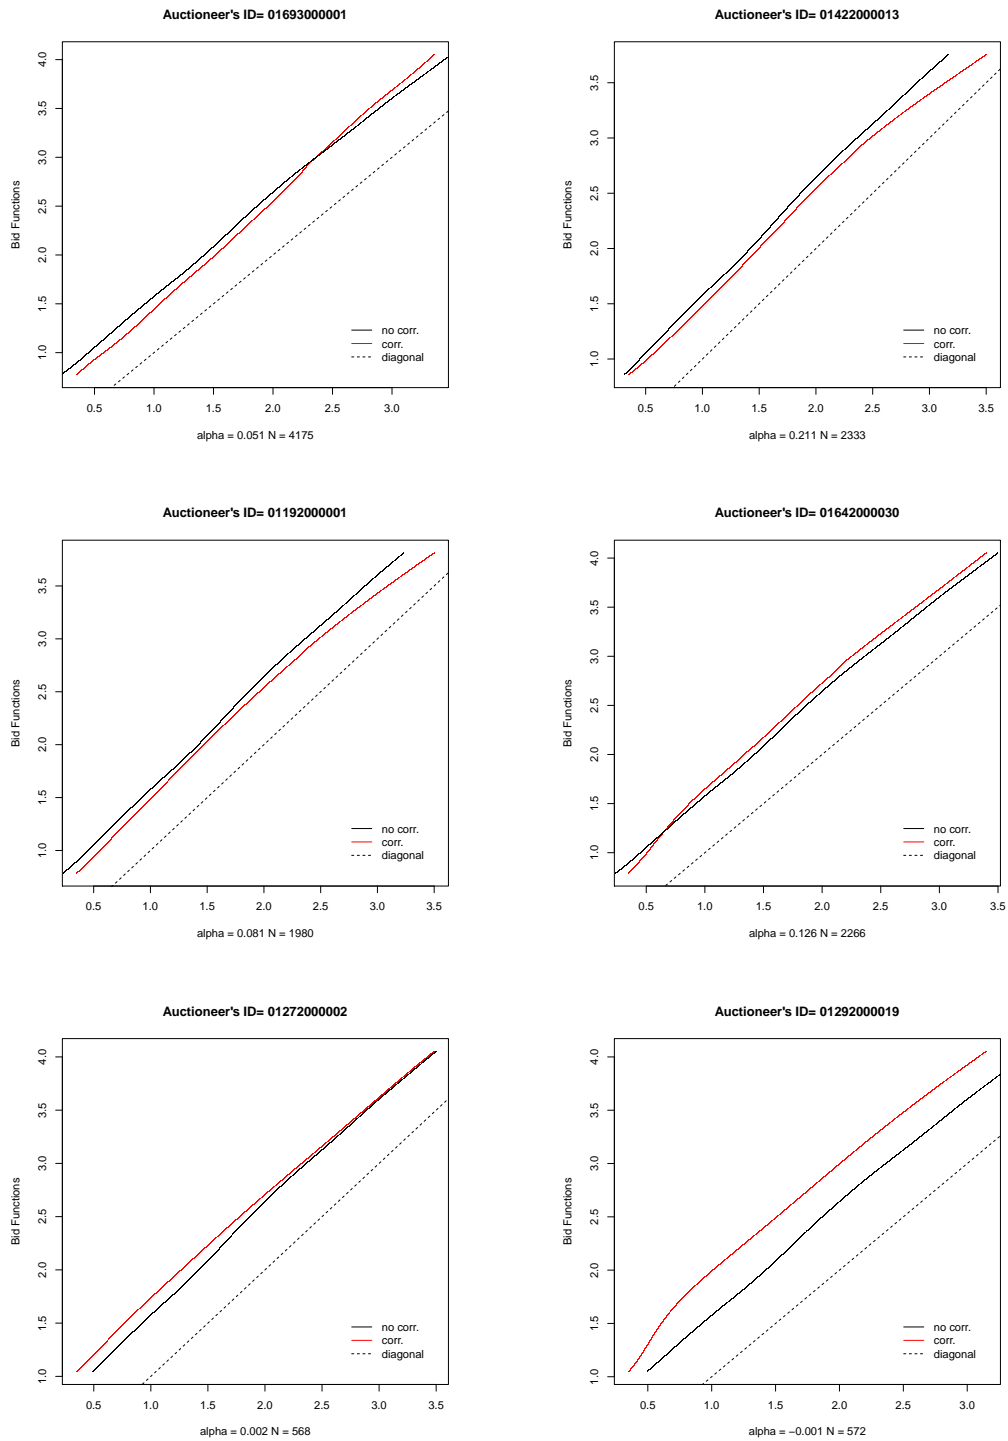 Auctioneer's ID= 01693000001
Bid Functions
4.0
3.5
3.0
2.5
2.0
1.5
1.0
no corr.
corr.
diagonal
0.5 1.0 1.5 2.0 2.5 3.0
alpha = 0.051 N = 4175
Auctioneer's ID= 01422000013
Bid Functions
3.5
3.0
2.5
2.0
1.5
1.0
no corr.
corr.
diagonal
0.5 1.0 1.5 2.0 2.5 3.0 3.5
alpha = 0.211 N = 2333
Auctioneer's ID= 01192000001
Bid Functions
3.5
3.0
2.5
2.0
1.5
1.0
no corr.
corr.
diagonal
0.5 1.0 1.5 2.0 2.5 3.0 3.5
alpha = 0.081 N = 1980
Auctioneer's ID= 01642000030
Bid Functions
4.0
3.5
3.0
2.5
2.0
1.5
1.0
no corr.
corr.
diagonal
0.5 1.0 1.5 2.0 2.5 3.0 3.5
alpha = 0.126 N = 2266
Auctioneer's ID= 01272000002
Bid Functions
4.0
3.5
3.0
2.5
2.0
1.5
1.0
no corr.
corr.
diagonal
0.5 1.0 1.5 2.0 2.5 3.0 3.5
alpha = 0.002 N = 568
Auctioneer's ID= 01292000019
Bid Functions
4.0
3.5
3.0
2.5
2.0
1.5
1.0
no corr.
corr.
diagonal
0.5 1.0 1.5 2.0 2.5 3.0
alpha = −0.001 N = 572